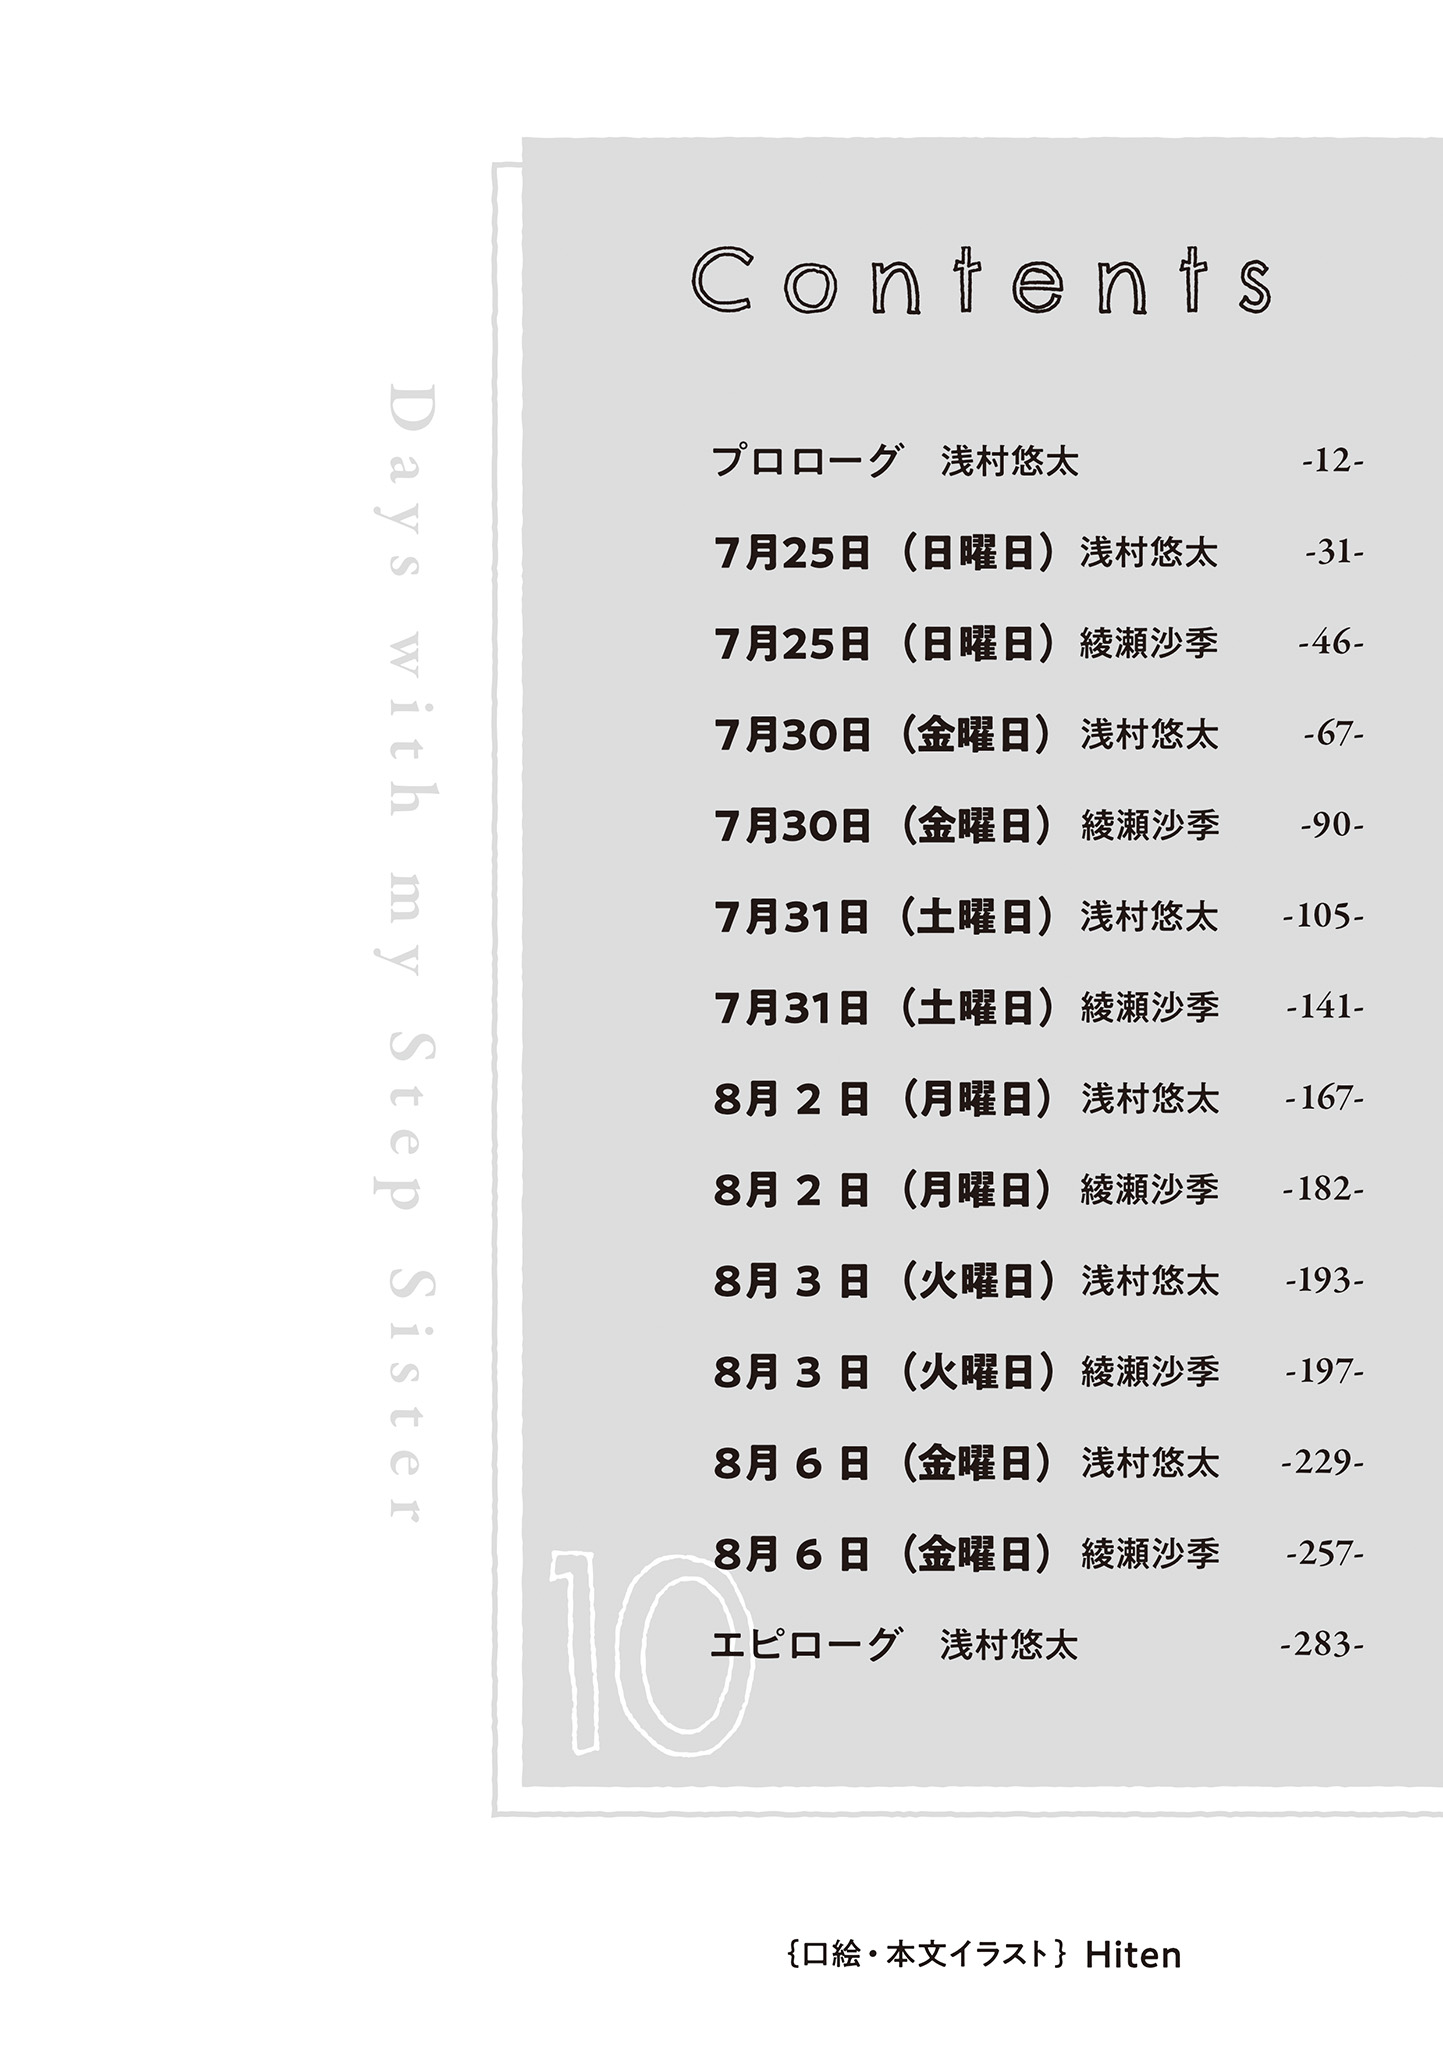 Contents
プロローグ　浅村悠太 -12-
7月25日（日曜日）浅村悠太 -31-
7月25日（日曜日）綾瀬沙季 -46-
7月30日（金曜日）浅村悠太 -67-
7月30日（金曜日）綾瀬沙季 -90-
7月31日（土曜日）浅村悠太 -105-
7月31日（土曜日）綾瀬沙季 -141-
8月 2 日（月曜日）浅村悠太 -167-
8月 2 日（月曜日）綾瀬沙季 -182-
8月 3 日（火曜日）浅村悠太 -193-
8月 3 日（火曜日）綾瀬沙季 -197-
8月 6 日（金曜日）浅村悠太 -229-
8月 6 日（金曜日）綾瀬沙季 -257-
エピローグ　浅村悠太 -283-
10
Days with my Step Sister
{口絵・本文イラスト} Hiten